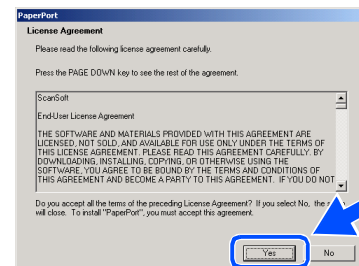 PaperPort
License Agreement
Please read the following license agreement carefully.
Press the PAGE DOWN key to see the rest of the agreement.
ScanSoft
End-User License Agreement
THE SOFTWARE AND MATERIALS PROVIDED WITH THIS AGREEMENT ARE
LICENSED, NOT SOLD, AND AVAILABLE FOR USE ONLY UNDER THE TERMS OF
THIS LICENSE AGREEMENT. PLEASE READ THIS AGREEMENT CAREFULLY. BY
DOWNLOADING, INSTALLING, COPYING, OR OTHERWISE USING THE
SOFTWARE, YOU AGREE TO BE BOUND BY THE TERMS AND CONDITIONS OF
THIS AGREEMENT AND BECOME A PARTY TO THIS AGREEMENT. IF YOU DO NOT
Do you accept all the terms of the preceding License Agreement? If you select No, the
will close. To install "PaperPort", you must accept this agreement.
Yes
No